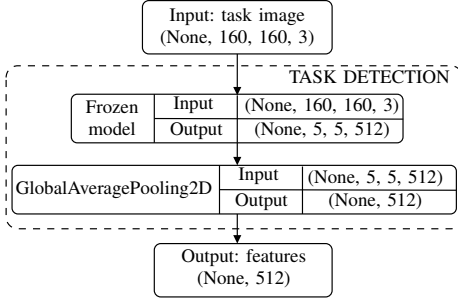 Input: task image
(None, 160, 160, 3)
TASK DETECTION
Frozen model
Input (None, 160, 160, 3)
Output (None, 5, 5, 512)
GlobalAveragePooling2D
Input (None, 5, 5, 512)
Output (None, 512)
Output: features
(None, 512)